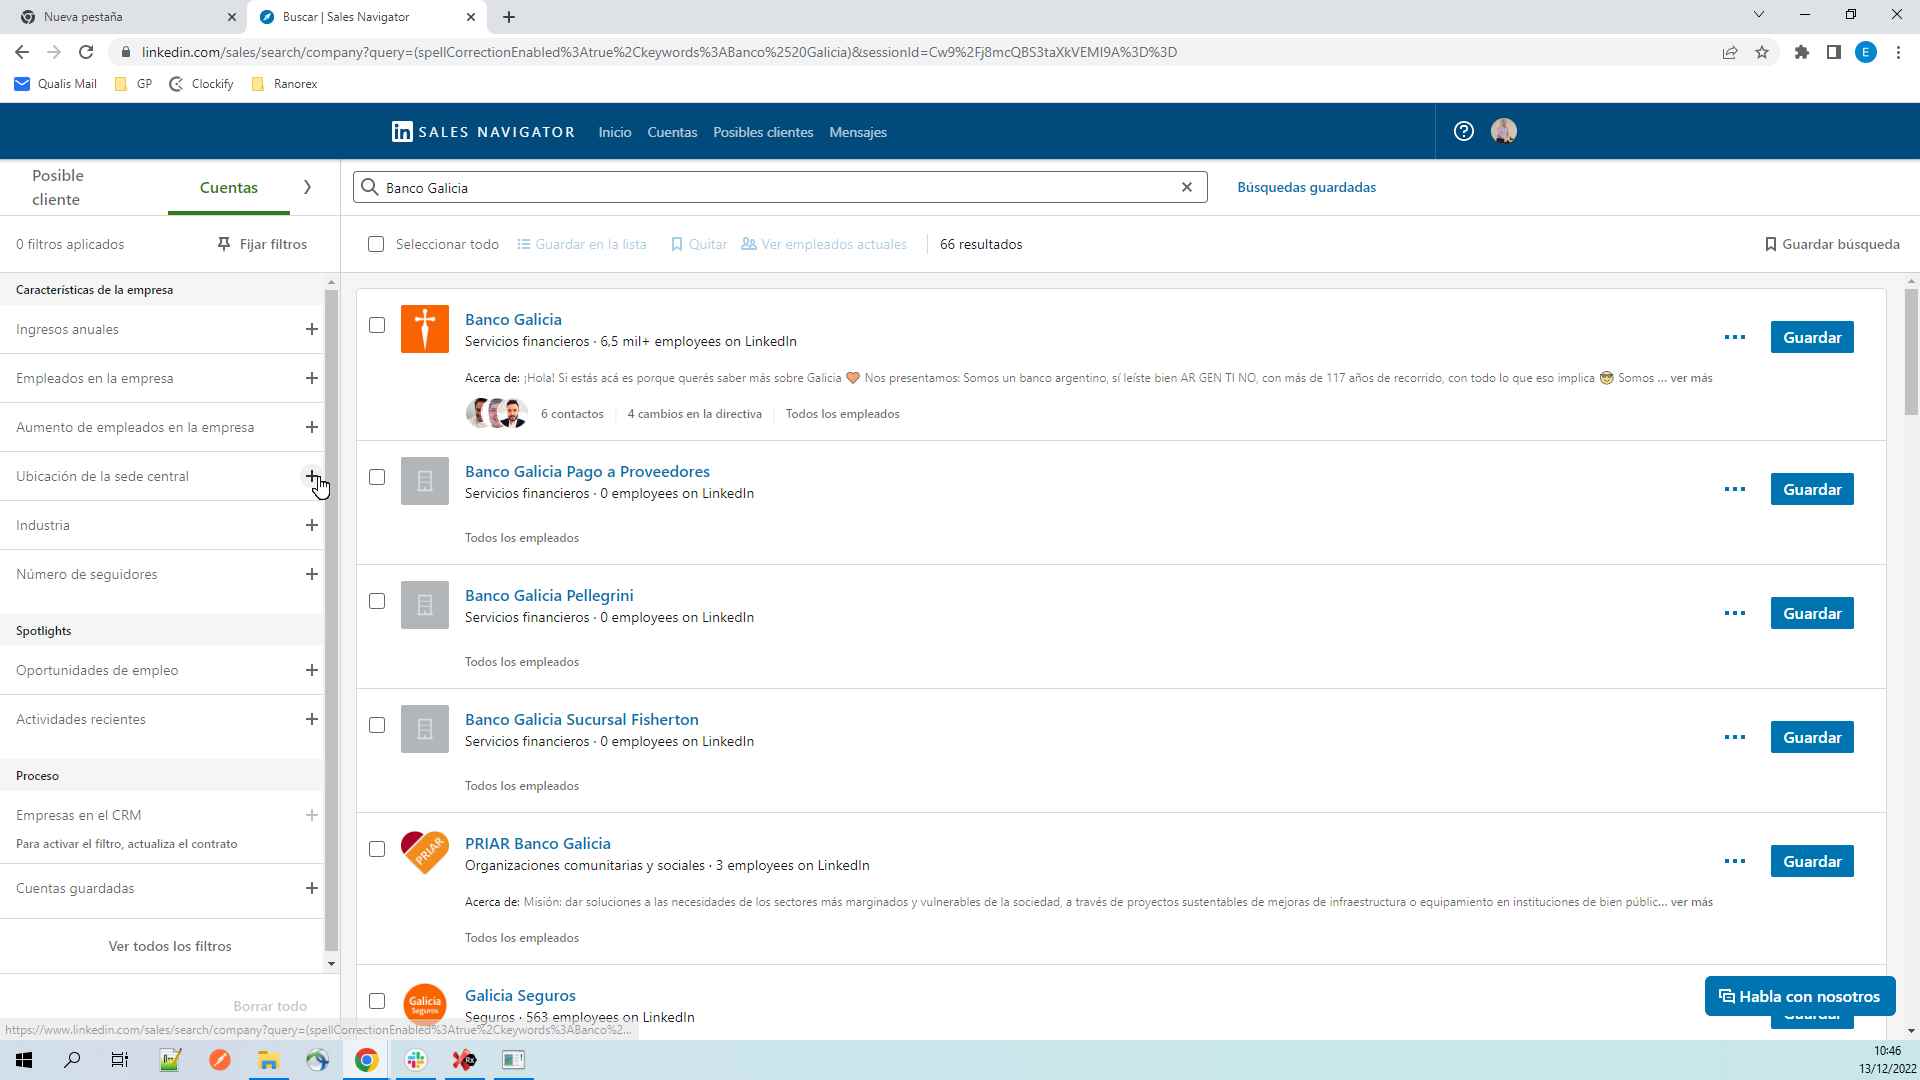 Nueva pestaña
Buscar | Sales Navigator
linkedin.com/sales/search/company?query=(spellCorrectionEnabled%3Atrue%2Ckeywords%3ABanco%2520Galicia)&sessionId=Cw9%2Fj8mcQBS3taXkVEMI9A%3D%3D
E
Qualis Mail
GP
Clockify
Ranorex
in SALES NAVIGATOR
Inicio
Cuentas
Posibles clientes
Mensajes
Posible cliente
Cuentas
Banco Galicia
Búsquedas guardadas
0 filtros aplicados
Fijar filtros
Seleccionar todo
Guardar en la lista
Quitar
Ver empleados actuales
66 resultados
Guardar búsqueda
Características de la empresa
Ingresos anuales
Empleados en la empresa
Aumento de empleados en la empresa
Ubicación de la sede central
Industria
Número de seguidores
Spotlights
Oportunidades de empleo
Actividades recientes
Proceso
Empresas en el CRM
Para activar el filtro, actualiza el contrato
Cuentas guardadas
Ver todos los filtros
Borrar todo
https://www.linkedin.com/sales/search/company?query=(spellCorrectionEnabled%3Atrue%2Ckeywords%3ABanco%2...
Banco Galicia
Servicios financieros · 6,5 mil+ employees on LinkedIn
Guardar
Acerca de: ¡Hola! Si estás acá es porque querés saber más sobre Galicia 🧡 Nos presentamos: Somos un banco argentino, sí leíste bien AR GEN TI NO, con más de 117 años de recorrido, con todo lo que eso implica 🤓 Somos ... ver más
6 contactos
4 cambios en la directiva
Todos los empleados
Banco Galicia Pago a Proveedores
Servicios financieros · 0 employees on LinkedIn
Guardar
Todos los empleados
Banco Galicia Pellegrini
Servicios financieros · 0 employees on LinkedIn
Guardar
Todos los empleados
Banco Galicia Sucursal Fisherton
Servicios financieros · 0 employees on LinkedIn
Guardar
Todos los empleados
PRIAR
PRIAR Banco Galicia
Organizaciones comunitarias y sociales · 3 employees on LinkedIn
Guardar
Acerca de: Misión: dar soluciones a las necesidades de los sectores más marginados y vulnerables de la sociedad, a través de proyectos sustentables de mejoras de infraestructura o equipamiento en instituciones de bien públic... ver más
Todos los empleados
Galicia Seguros
Galicia Seguros
Seguros · 563 employees on LinkedIn
Guardar
Habla con nosotros
10:46
13/12/2022